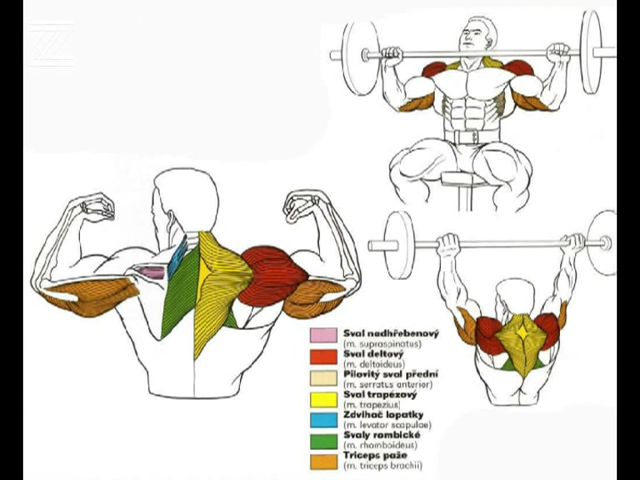 Sval nadhřebenový
(m. supraspinatus)
Sval deltový
(m. deltoideus)
Pilovitý sval přední
(m. serratus anterior)
Sval trapézový
(m. trapezius)
Zdvihač lopatky
(m. levator scapulae)
Svaly rombické
(m. rhomboideus)
Triceps paže
(m. triceps brachii)